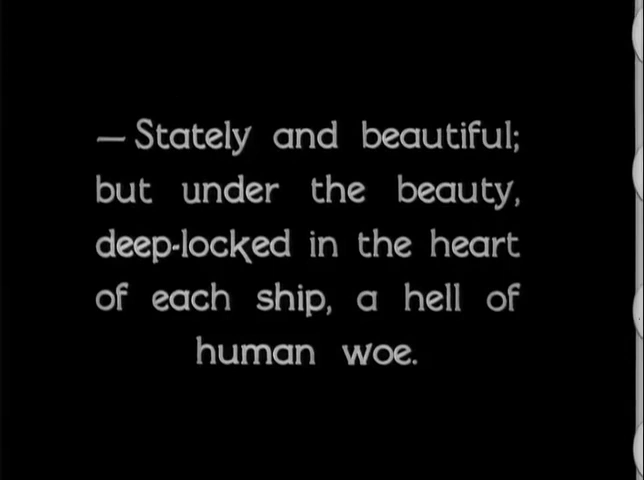 — Stately and beautiful;
but under the beauty,
deep-locked in the heart
of each ship, a hell of
human woe.